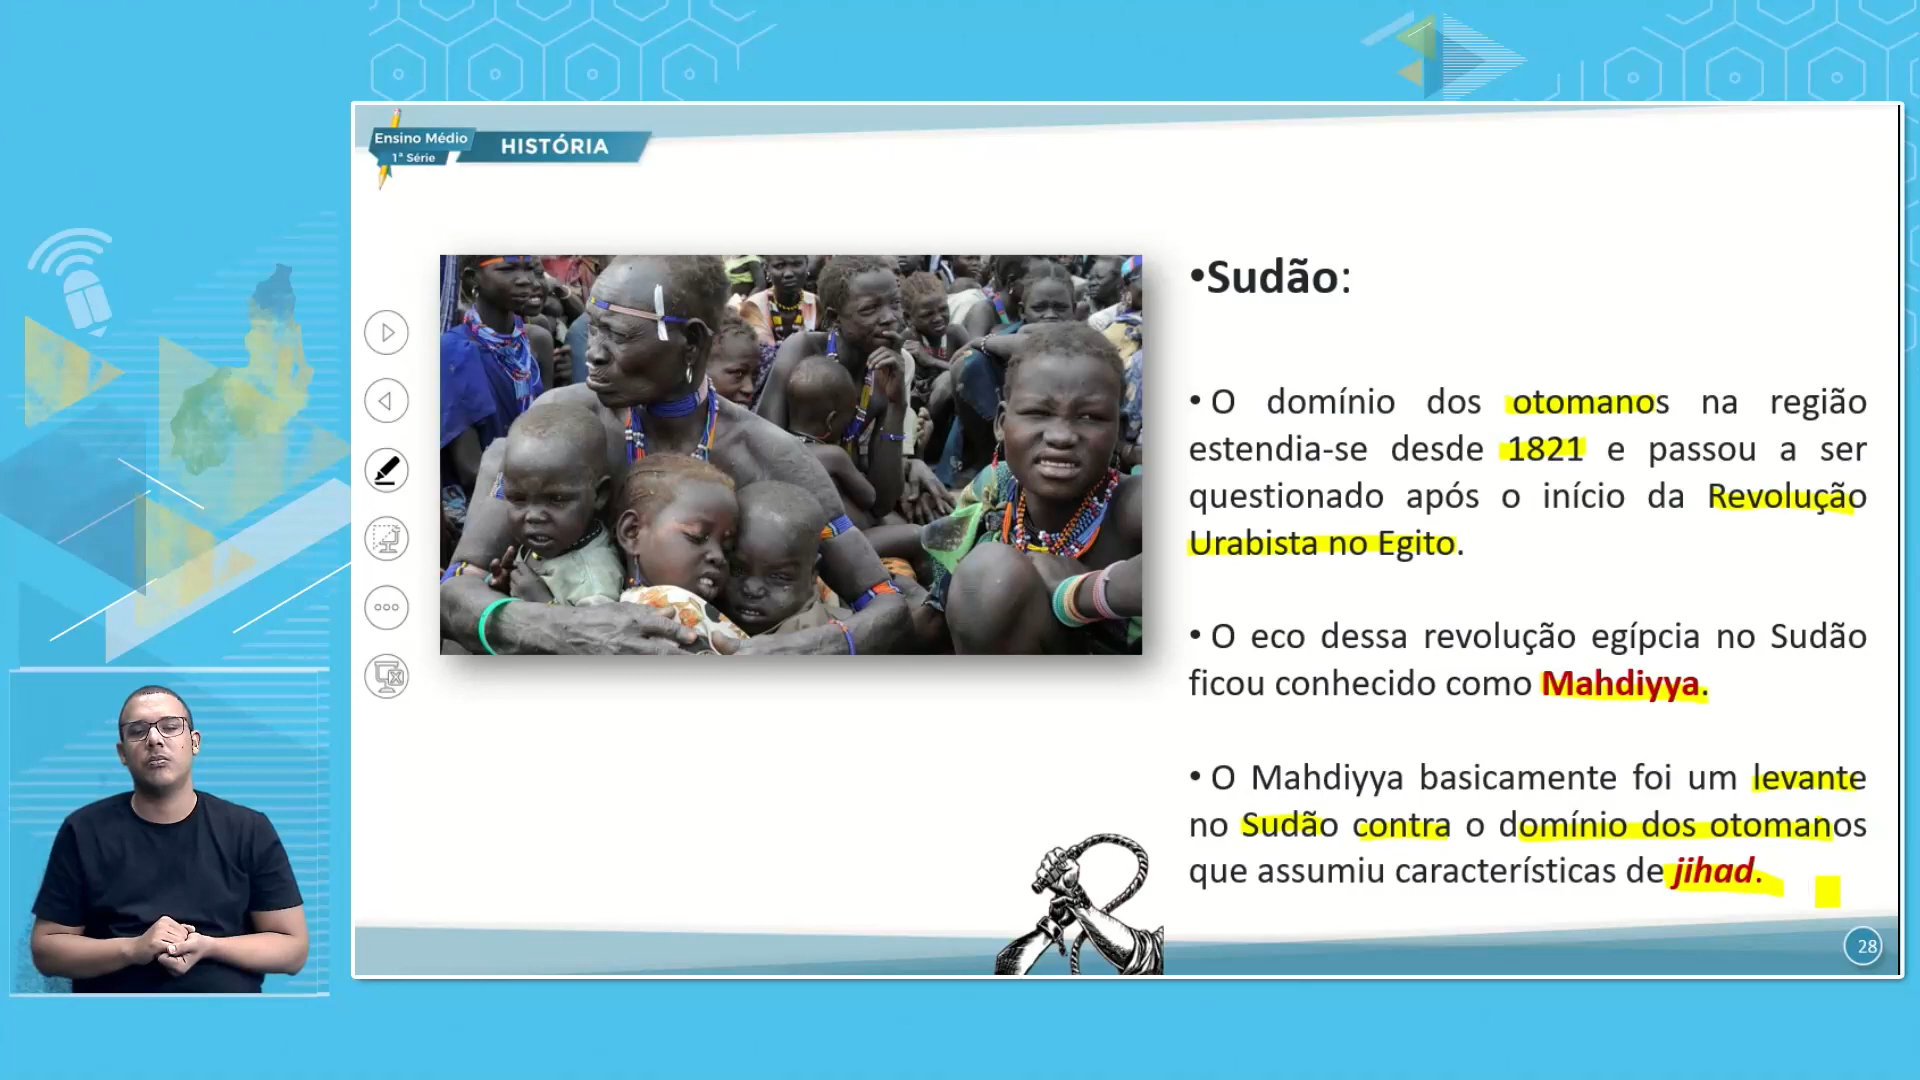 Ensino Médio
1ª Série
HISTÓRIA
•Sudão:
• O domínio dos otomanos na região
estendia-se desde 1821 e passou a ser
questionado após o início da Revolução
Urabista no Egito.
• O eco dessa revolução egípcia no Sudão
ficou conhecido como Mahdiyya.
• O Mahdiyya basicamente foi um levante
no Sudão contra o domínio dos otomanos
que assumiu características de jihad.
28